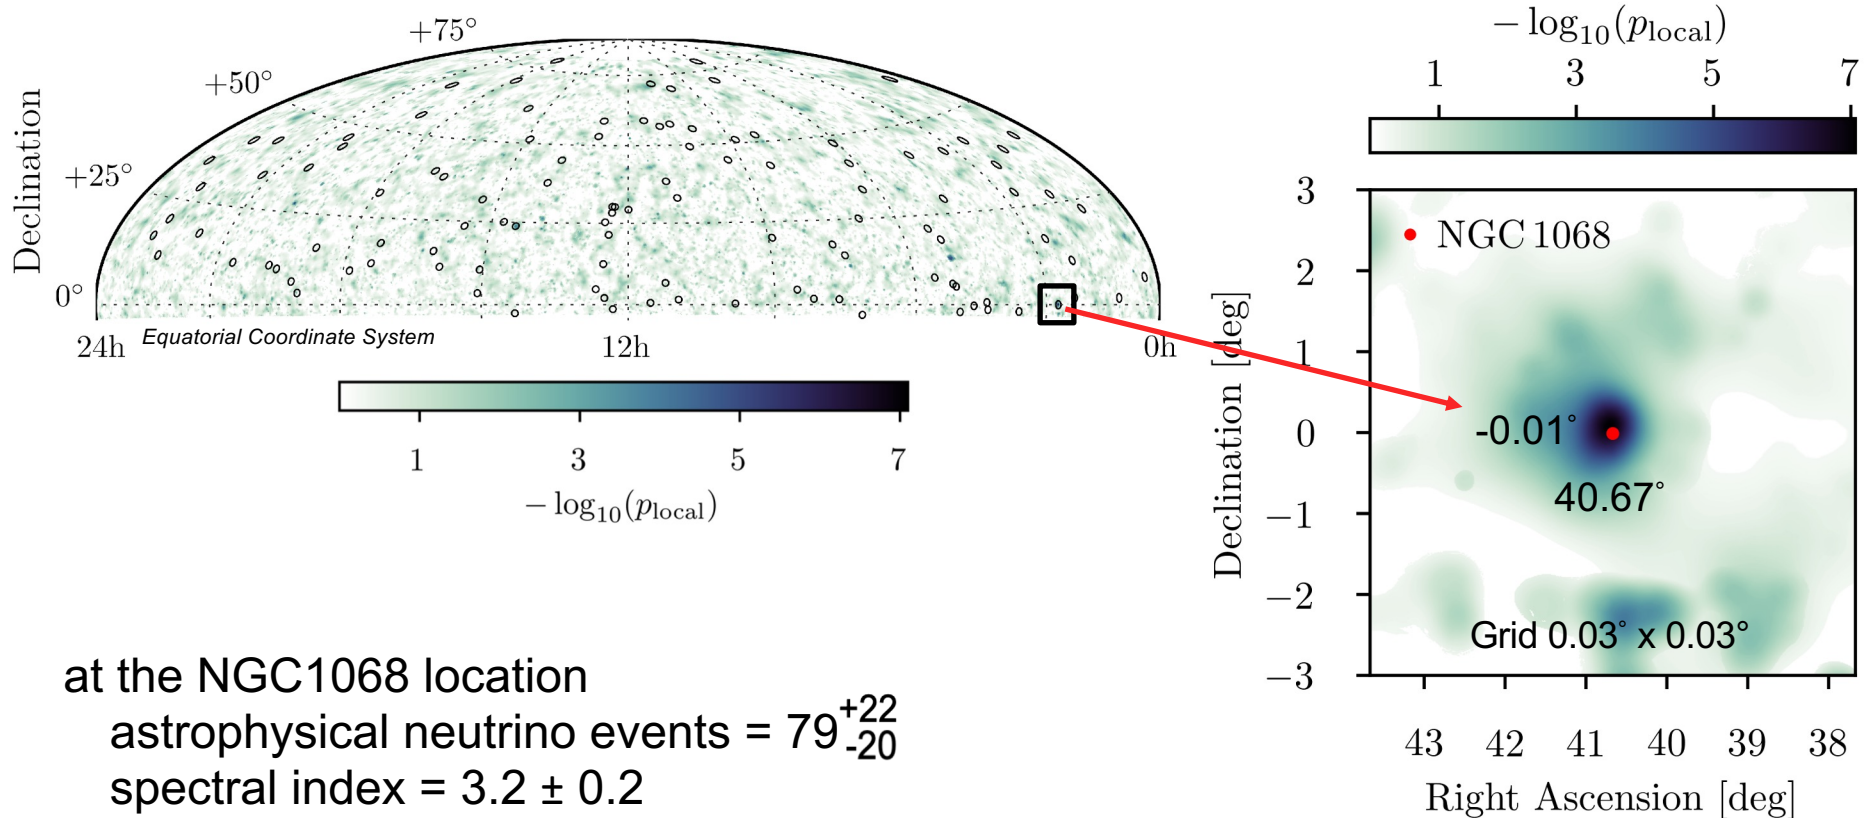 +75°
+50°
+25°
0°
Declination
24h
Equatorial Coordinate System
12h
0h
1 3 5 7
− log₁₀(p_local)
− log₁₀(p_local)
1 3 5 7
3
2
1
0
−1
−2
−3
Declination [deg]
NGC 1068
-0.01°
40.67°
Grid 0.03° x 0.03°
43 42 41 40 39 38
Right Ascension [deg]
at the NGC1068 location
astrophysical neutrino events = 79 +22 -20
spectral index = 3.2 ± 0.2